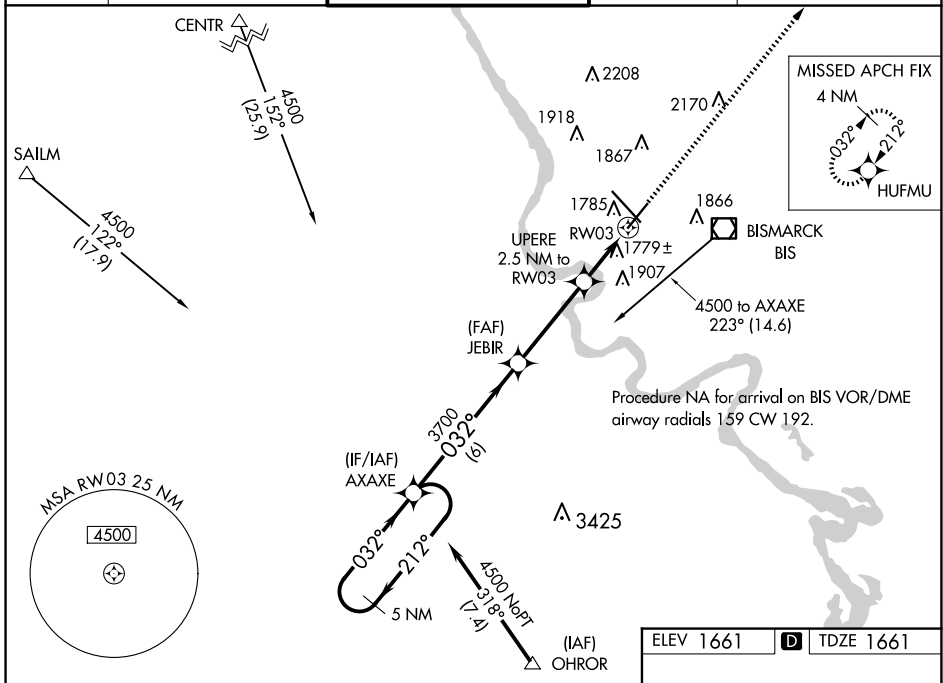 CENTR
4500
152°
(25.9)
2208
2170
1918
1867
MISSED APCH FIX
4 NM
032°
212°
HUFMU
SAILM
4500
122°
(17.9)
1785
RW03
1866
BISMARCK
BIS
UPERE
2.5 NM to
RW03
1779±
1907
4500 to AXAXE
223° (14.6)
(FAF)
JEBIR
Procedure NA for arrival on BIS VOR/DME
airway radials 159 CW 192.
3700
032°
(6)
(IF/IAF)
AXAXE
MSA RW03 25 NM
4500
032°
212°
5 NM
3425
4500 NoPT
318°
(7.4)
(IAF)
OHROR
ELEV 1661 D TDZE 1661